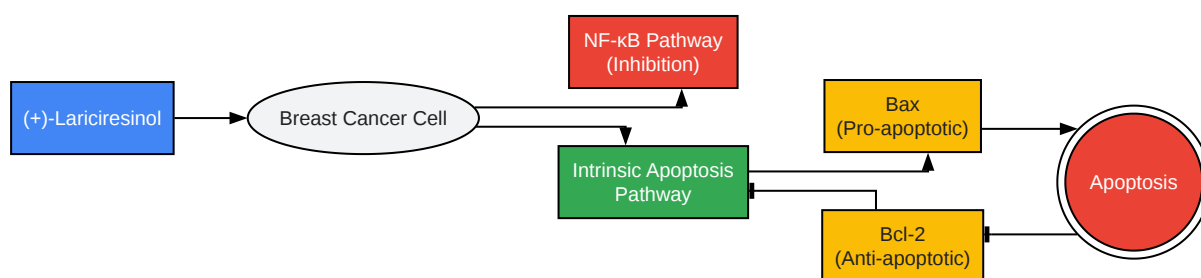 (+)-Lariciresinol
Breast Cancer Cell
NF-κB Pathway
(Inhibition)
Intrinsic Apoptosis
Pathway
Bax
(Pro-apoptotic)
Bcl-2
(Anti-apoptotic)
Apoptosis